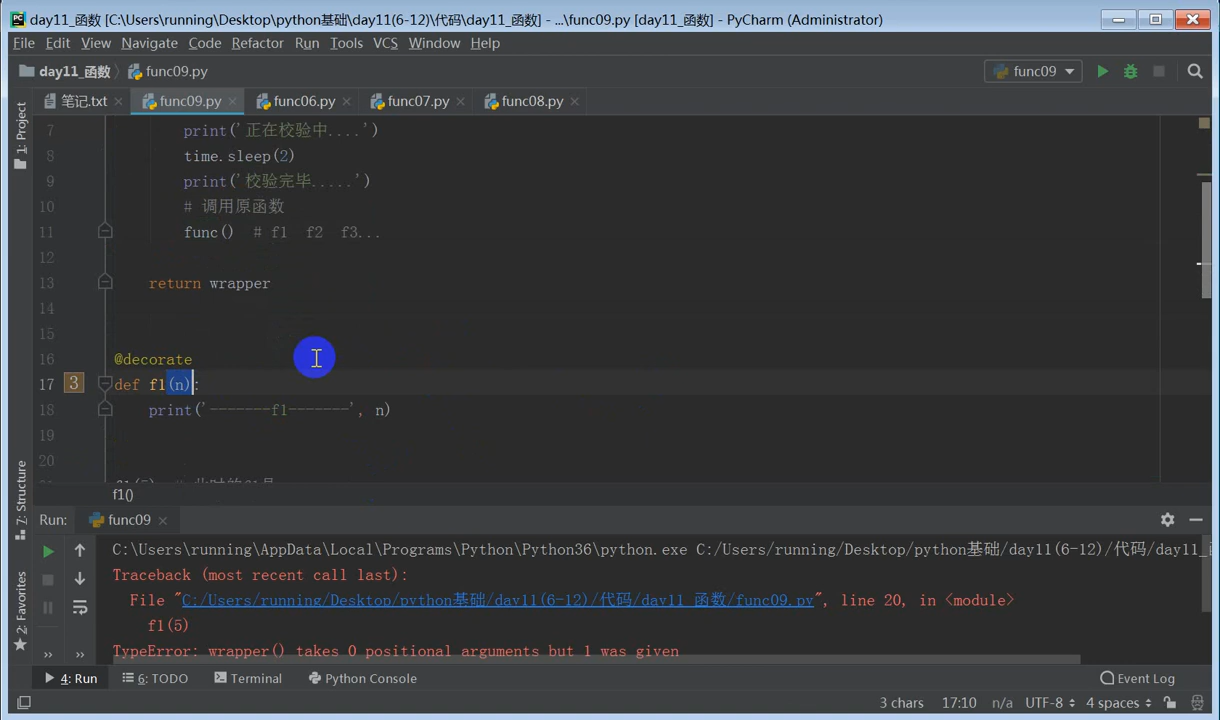 day11_函数 [C:\Users\running\Desktop\python基础\day11(6-12)\代码\day11_函数] - ...\func09.py [day11_函数] - PyCharm (Administrator)
File Edit View Navigate Code Refactor Run Tools VCS Window Help
day11_函数 func09.py func09
笔记.txt func09.py func06.py func07.py func08.py
1: Project
7 print('正在校验中....')
8 time.sleep(2)
9 print('校验完毕.....')
10 # 调用原函数
11 func() # f1 f2 f3...
12
13 return wrapper
14
15
16 @decorate
17 3 def f1(n):
18 print('-------f1-------', n)
19
20
f1()
7: Structure
2: Favorites
Run: func09
C:\Users\running\AppData\Local\Programs\Python\Python36\python.exe C:/Users/running/Desktop/python基础/day11(6-12)/代码/day11_
Traceback (most recent call last):
File "C:/Users/running/Desktop/python基础/day11(6-12)/代码/day11_函数/func09.py", line 20, in <module>
f1(5)
TypeError: wrapper() takes 0 positional arguments but 1 was given
4: Run 6: TODO Terminal Python Console Event Log
3 chars 17:10 n/a UTF-8 4 spaces